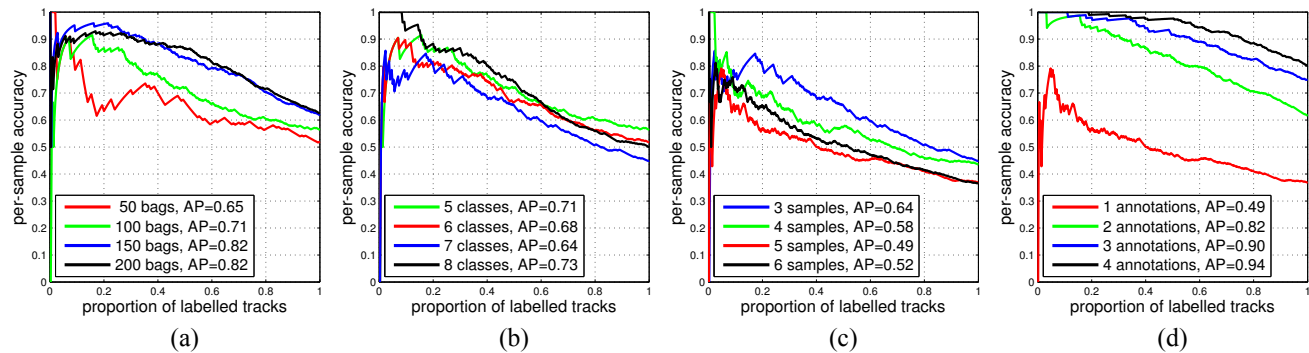 per-sample accuracy
1
0.9
0.8
0.7
0.6
0.5
0.4
0.3
0.2
0.1
0
50 bags, AP=0.65
100 bags, AP=0.71
150 bags, AP=0.82
200 bags, AP=0.82
0 0.2 0.4 0.6 0.8 1
proportion of labelled tracks
(a)
per-sample accuracy
1
0.9
0.8
0.7
0.6
0.5
0.4
0.3
0.2
0.1
0
5 classes, AP=0.71
6 classes, AP=0.68
7 classes, AP=0.64
8 classes, AP=0.73
0 0.2 0.4 0.6 0.8 1
proportion of labelled tracks
(b)
per-sample accuracy
1
0.9
0.8
0.7
0.6
0.5
0.4
0.3
0.2
0.1
0
3 samples, AP=0.64
4 samples, AP=0.58
5 samples, AP=0.49
6 samples, AP=0.52
0 0.2 0.4 0.6 0.8 1
proportion of labelled tracks
(c)
per-sample accuracy
1
0.9
0.8
0.7
0.6
0.5
0.4
0.3
0.2
0.1
0
1 annotations, AP=0.49
2 annotations, AP=0.82
3 annotations, AP=0.90
4 annotations, AP=0.94
0 0.2 0.4 0.6 0.8 1
proportion of labelled tracks
(d)